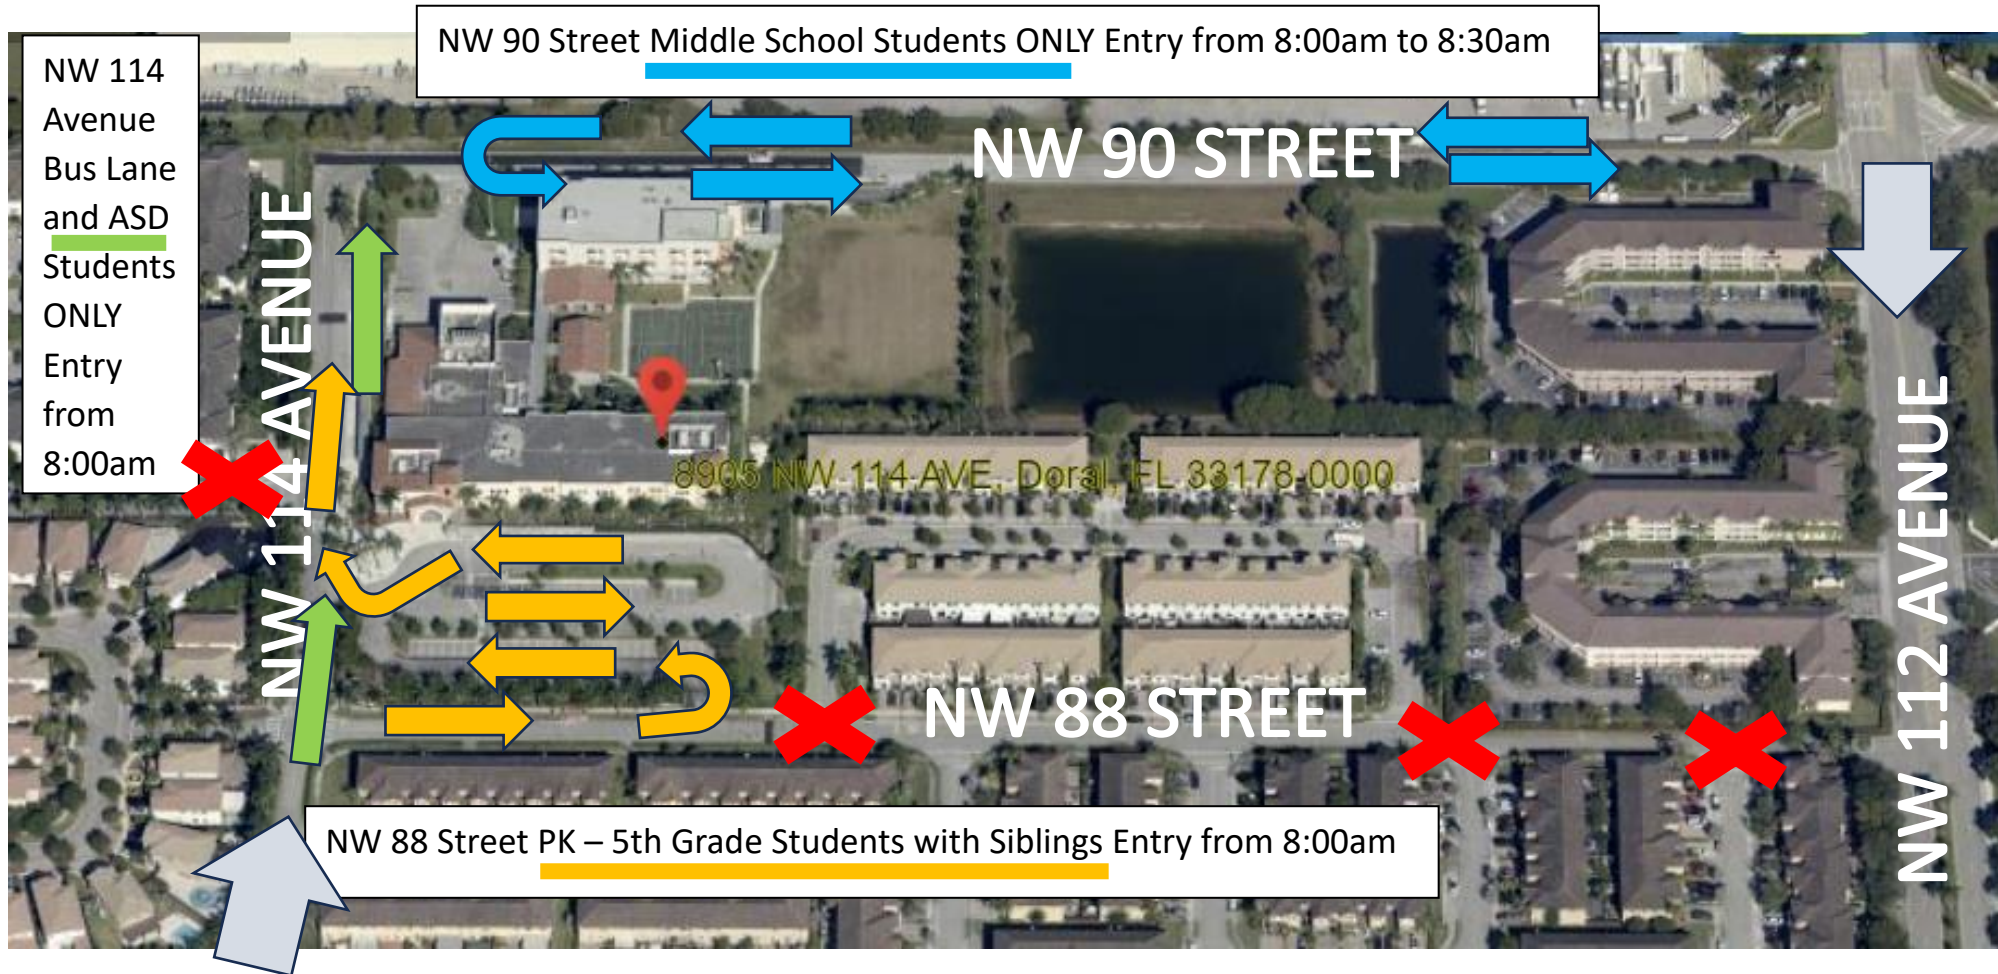 NW 90 Street Middle School Students ONLY Entry from 8:00am to 8:30am
NW 114
Avenue
Bus Lane
and ASD
Students
ONLY
Entry
from
8:00am
NW 90 STREET
NW 114 AVENUE
8905 NW 114 AVE, Doral, FL 33178-0000
NW 88 STREET
NW 112 AVENUE
NW 88 Street PK – 5th Grade Students with Siblings Entry from 8:00am